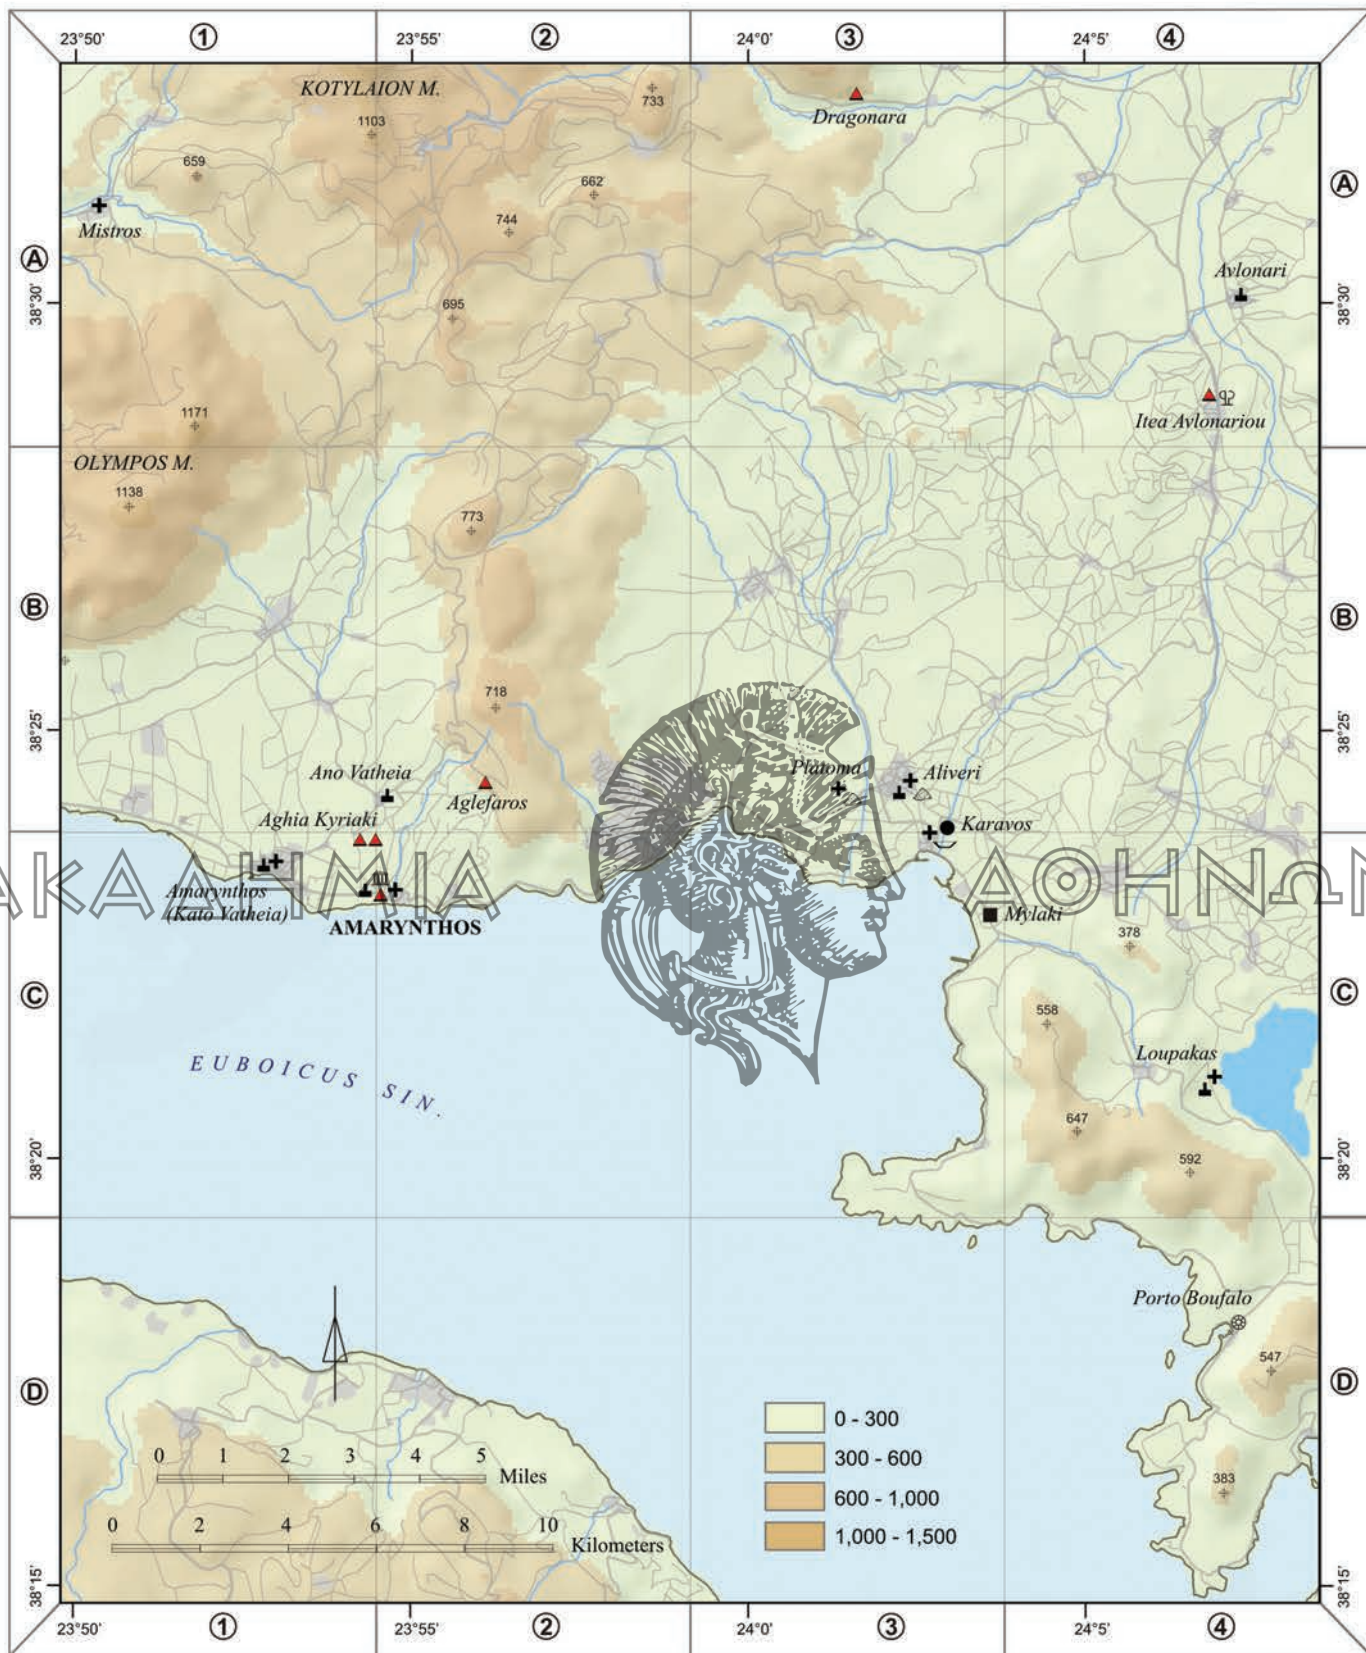 23°50' ① 23°55' ② 24°0' ③ 24°5' ④
KOTYLAION M.
733
Dragonara
1103
659
662
Ⓐ
Mistros
744
Ⓐ
Avlonari
38°30'
695
38°30'
1171
Itea Avlonariou
OLYMPOS M.
1138
773
Ⓑ
Ⓑ
718
38°25'
38°25'
Ano Vatheia
Platoma
Aliveri
Aglefaros
Aghia Kyriaki
Karavos
ΑΚΑΔΗΜΙΑ ΑΘΗΝΩΝ
Amarynthos
(Kato Vatheia)
AMARYNTHOS
Mylaki
378
Ⓒ
Ⓒ
558
Loupakas
EUBOICUS SIN.
647
592
38°20'
38°20'
Porto Boufalo
547
Ⓓ
Ⓓ
0 - 300
300 - 600
600 - 1,000
1,000 - 1,500
383
0 1 2 3 4 5 Miles
0 2 4 6 8 10 Kilometers
38°15'
38°15'
23°50' ① 23°55' ② 24°0' ③ 24°5' ④